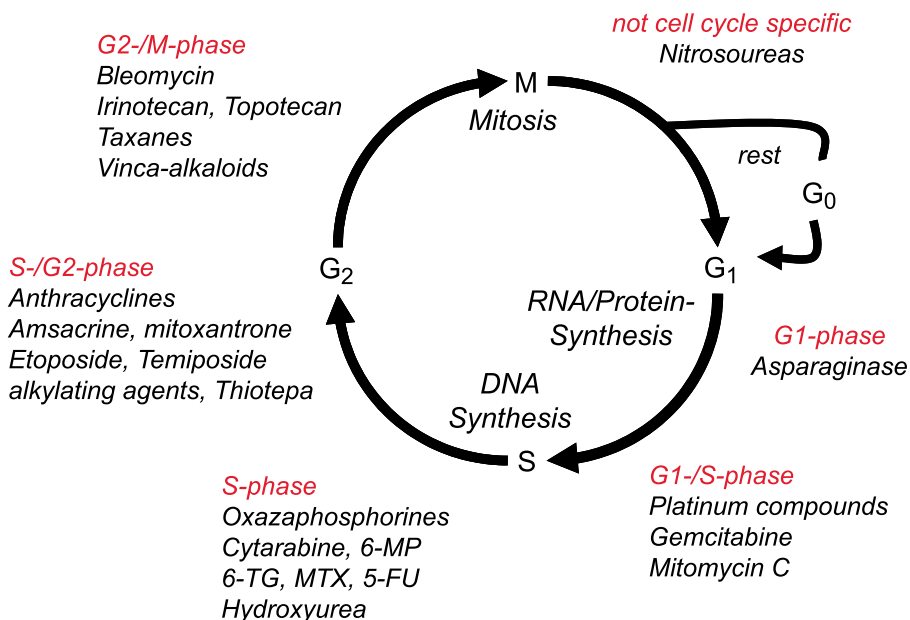 G2-/M-phase
Bleomycin
Irinotecan, Topotecan
Taxanes
Vinca-alkaloids
not cell cycle specific
Nitrosoureas
M
Mitosis
rest
G0
G1
RNA/Protein-
Synthesis
G1-phase
Asparaginase
G2
S-/G2-phase
Anthracyclines
Amsacrine, mitoxantrone
Etoposide, Temiposide
alkylating agents, Thiotepa
DNA
Synthesis
S
S-phase
Oxazaphosphorines
Cytarabine, 6-MP
6-TG, MTX, 5-FU
Hydroxyurea
G1-/S-phase
Platinum compounds
Gemcitabine
Mitomycin C